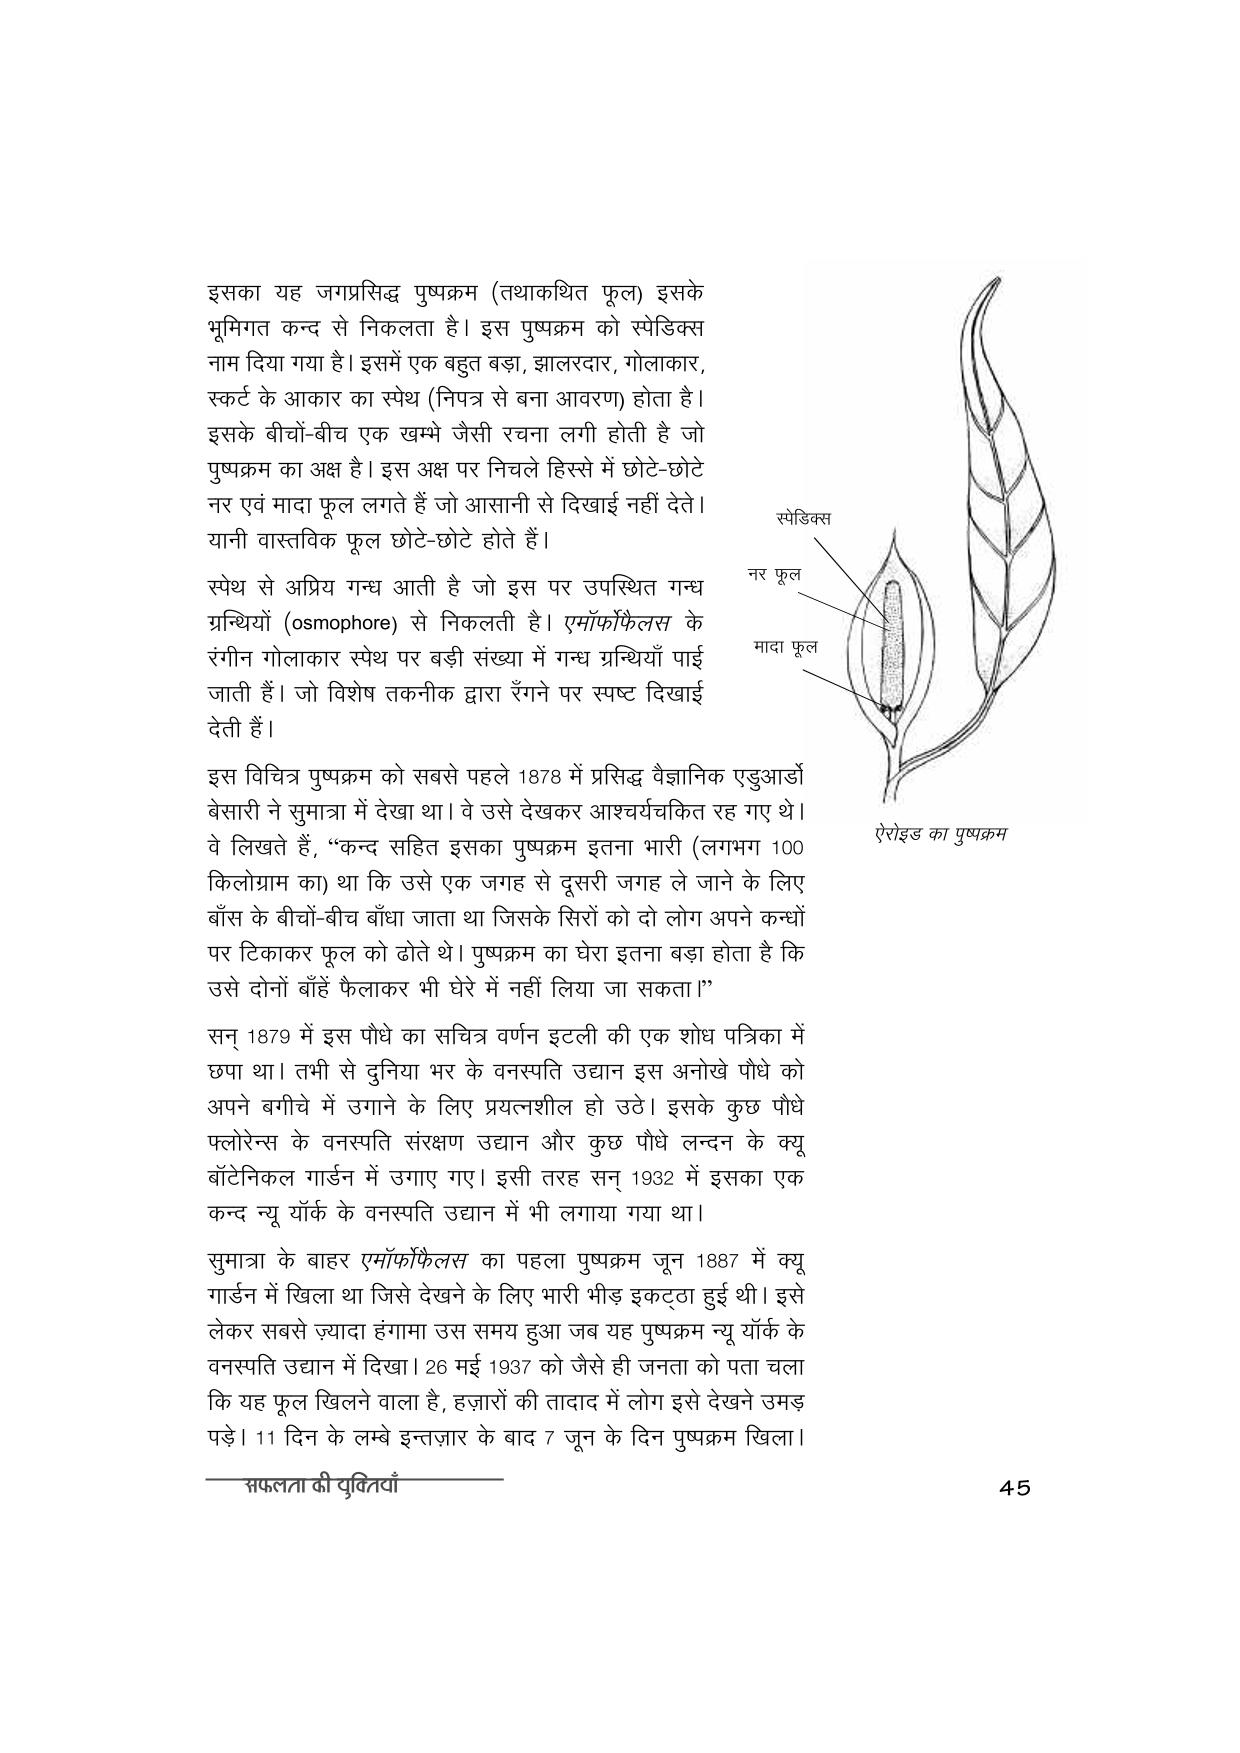 इसका यह जगप्रसिद्ध पुष्पक्रम (तथाकथित फूल) इसके
भूमिगत कन्द से निकलता है। इस पुष्पक्रम को स्पेडिक्स
नाम दिया गया है। इसमें एक बहुत बड़ा, झालरदार, गोलाकार,
स्कर्ट के आकार का स्पेथ (निपत्र से बना आवरण) होता है।
इसके बीचों-बीच एक खम्भे जैसी रचना लगी होती है जो
पुष्पक्रम का अक्ष है। इस अक्ष पर निचले हिस्से में छोटे-छोटे
नर एवं मादा फूल लगते हैं जो आसानी से दिखाई नहीं देते।
यानी वास्तविक फूल छोटे-छोटे होते हैं।
स्पेथ से अप्रिय गन्ध आती है जो इस पर उपस्थित गन्ध
ग्रन्थियों (osmophore) से निकलती है। एमॉर्फोफैलस के
रंगीन गोलाकार स्पेथ पर बड़ी संख्या में गन्ध ग्रन्थियाँ पाई
जाती हैं। जो विशेष तकनीक द्वारा रँगने पर स्पष्ट दिखाई
देती हैं।
स्पेडिक्स
नर फूल
मादा फूल
ऐरोइड का पुष्पक्रम
इस विचित्र पुष्पक्रम को सबसे पहले 1878 में प्रसिद्ध वैज्ञानिक एडुआर्डो
बेसारी ने सुमात्रा में देखा था। वे उसे देखकर आश्चर्यचकित रह गए थे।
वे लिखते हैं, “कन्द सहित इसका पुष्पक्रम इतना भारी (लगभग 100
किलोग्राम का) था कि उसे एक जगह से दूसरी जगह ले जाने के लिए
बाँस के बीचों-बीच बाँधा जाता था जिसके सिरों को दो लोग अपने कन्धों
पर टिकाकर फूल को ढोते थे। पुष्पक्रम का घेरा इतना बड़ा होता है कि
उसे दोनों बाँहें फैलाकर भी घेरे में नहीं लिया जा सकता।”
सन् 1879 में इस पौधे का सचित्र वर्णन इटली की एक शोध पत्रिका में
छपा था। तभी से दुनिया भर के वनस्पति उद्यान इस अनोखे पौधे को
अपने बगीचे में उगाने के लिए प्रयत्नशील हो उठे। इसके कुछ पौधे
फ्लोरेन्स के वनस्पति संरक्षण उद्यान और कुछ पौधे लन्दन के क्यू
बॉटेनिकल गार्डन में उगाए गए। इसी तरह सन् 1932 में इसका एक
कन्द न्यू यॉर्क के वनस्पति उद्यान में भी लगाया गया था।
सुमात्रा के बाहर एमॉर्फोफैलस का पहला पुष्पक्रम जून 1887 में क्यू
गार्डन में खिला था जिसे देखने के लिए भारी भीड़ इकट्ठा हुई थी। इसे
लेकर सबसे ज़्यादा हंगामा उस समय हुआ जब यह पुष्पक्रम न्यू यॉर्क के
वनस्पति उद्यान में दिखा। 26 मई 1937 को जैसे ही जनता को पता चला
कि यह फूल खिलने वाला है, हज़ारों की तादाद में लोग इसे देखने उमड़
पड़े। 11 दिन के लम्बे इन्तज़ार के बाद 7 जून के दिन पुष्पक्रम खिला।
सफलता की युक्तियाँ
45